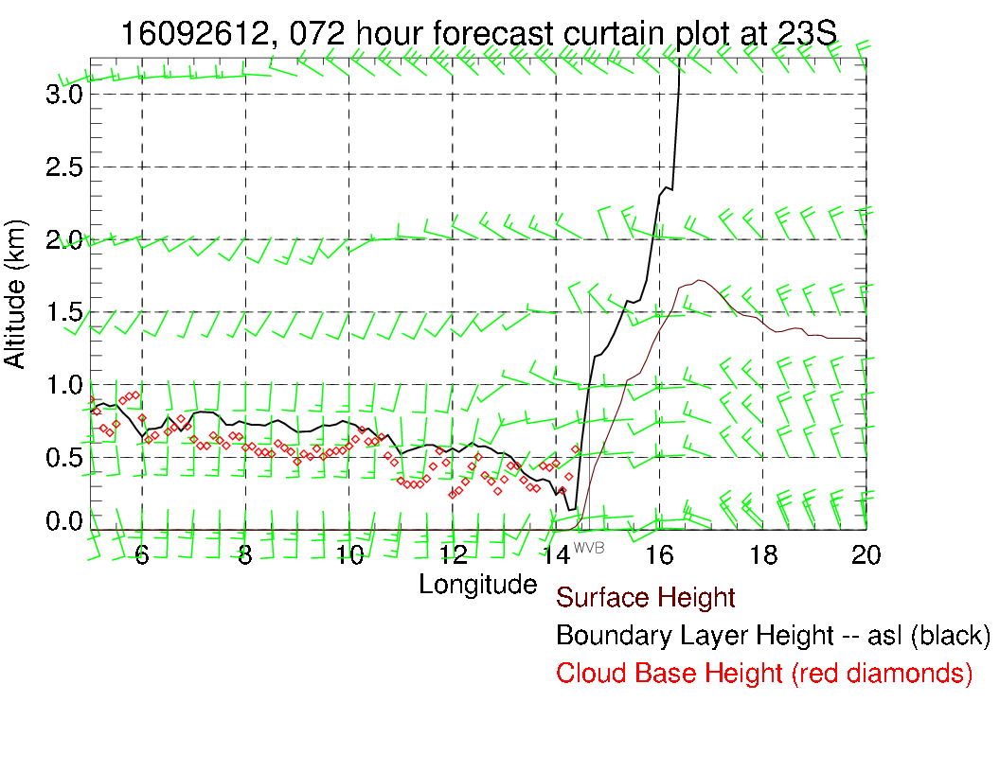 16092612, 072 hour forecast curtain plot at 23S
Altitude (km)
3.0
2.5
2.0
1.5
1.0
0.5
0.0
6 8 10 12 14 16 18 20
WVB
Longitude
Surface Height
Boundary Layer Height -- asl (black)
Cloud Base Height (red diamonds)